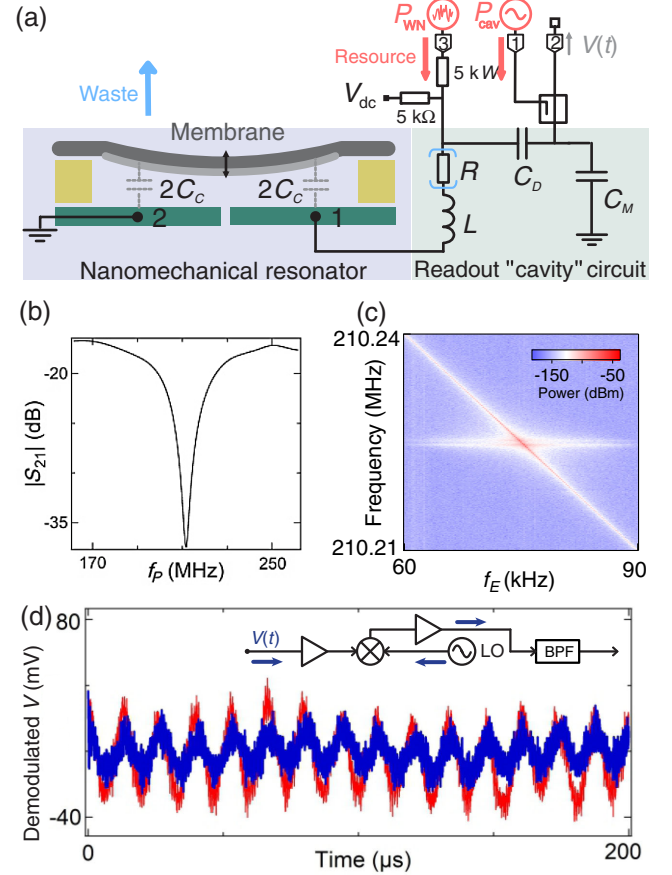 (a)
P_WN
P_cav
3
1
2
V(t)
Resource
5 kW
Waste
V_dc
5 kΩ
Membrane
2C_c
2C_c
R
C_D
C_M
2
1
L
Nanomechanical resonator
Readout "cavity" circuit
(b)
-20
-35
|S_21| (dB)
170
250
f_P (MHz)
(c)
210.24
210.21
Frequency (MHz)
-150
-50
Power (dBm)
60
90
f_E (kHz)
(d)
80
-40
Demodulated V (mV)
V(t)
LO
BPF
0
200
Time (µs)